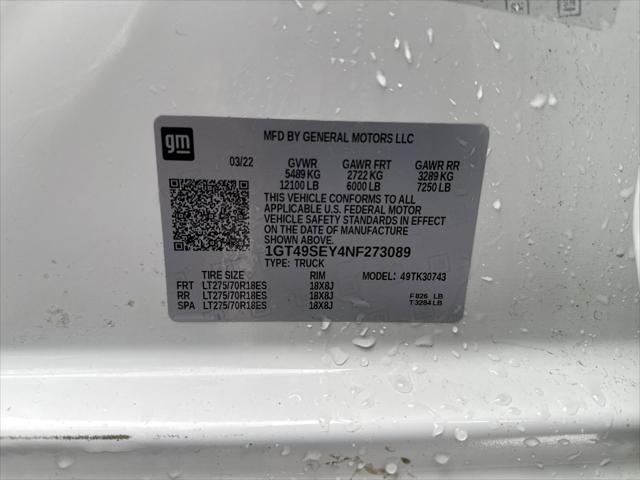 gm
MFD BY GENERAL MOTORS LLC
03/22 GVWR GAWR FRT GAWR RR
5489 KG 2722 KG 3289 KG
12100 LB 6000 LB 7250 LB
THIS VEHICLE CONFORMS TO ALL
APPLICABLE U.S. FEDERAL MOTOR
VEHICLE SAFETY STANDARDS IN EFFECT
ON THE DATE OF MANUFACTURE
SHOWN ABOVE.
1GT49SEY4NF273089
TYPE: TRUCK
TIRE SIZE RIM MODEL: 49TK30743
FRT LT275/70R18ES 18X8J
RR LT275/70R18ES 18X8J F 826 LB
SPA LT275/70R18ES 18X8J T 3284 LB